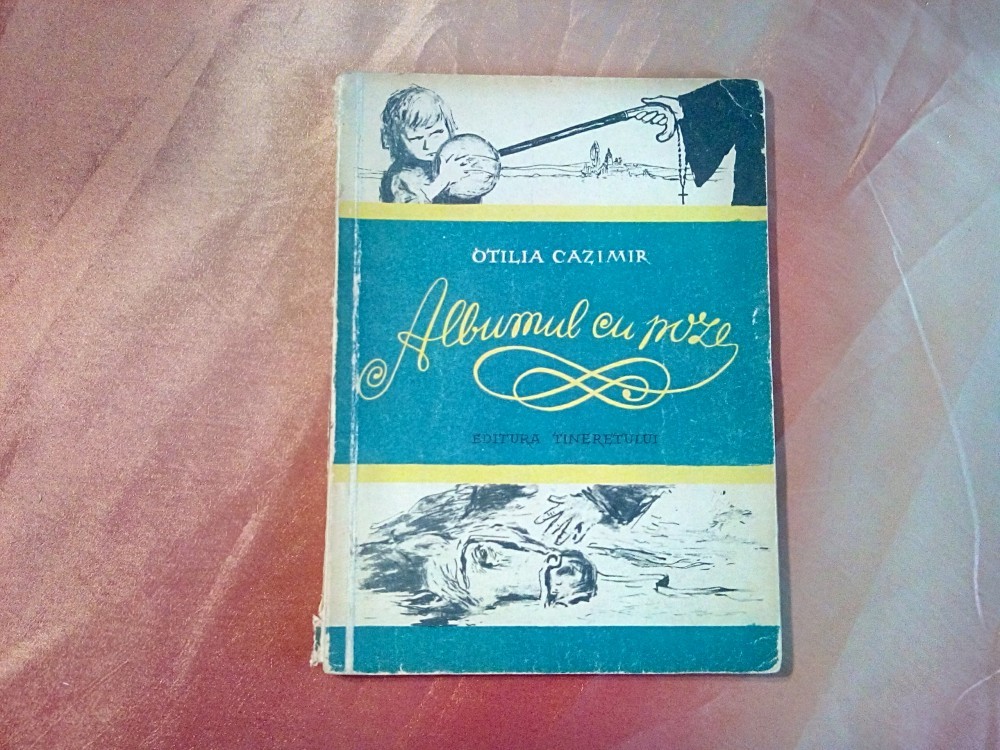 OTILIA CAZIMIR
Albumul cu poze
EDITURA TINERETULUI